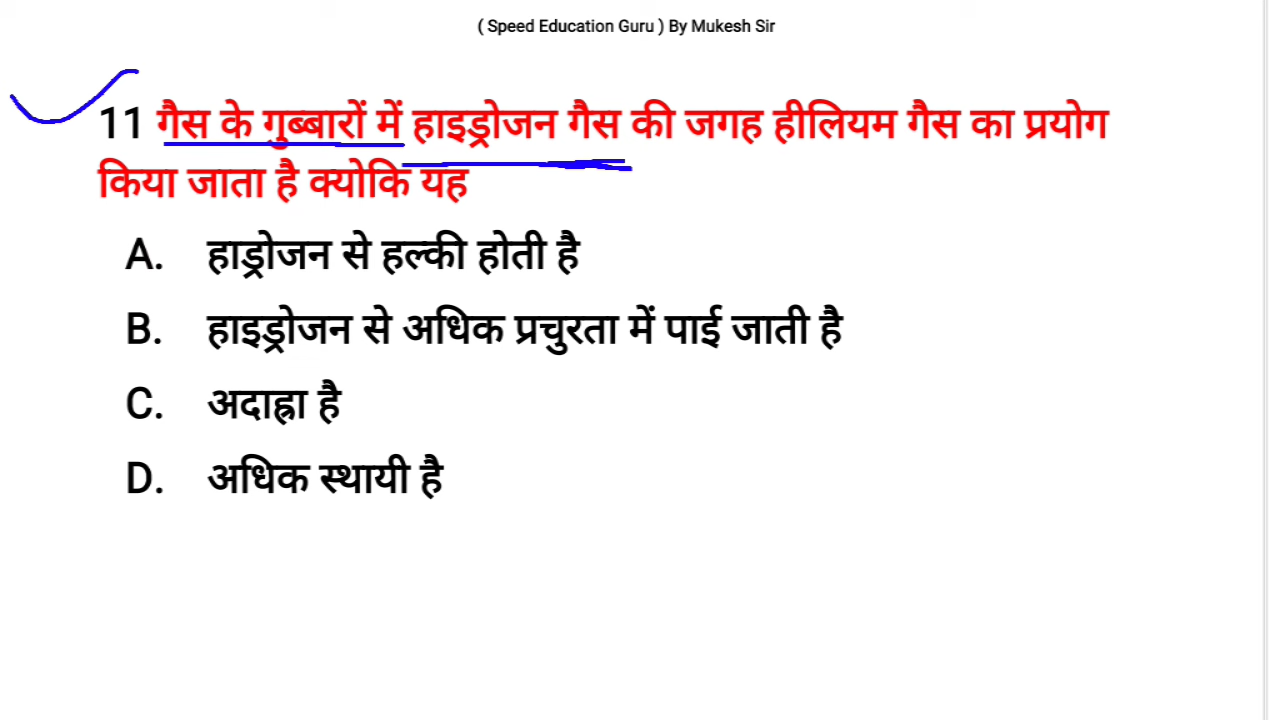 ( Speed Education Guru ) By Mukesh Sir
11 गैस के गुब्बारों में हाइड्रोजन गैस की जगह हीलियम गैस का प्रयोग
किया जाता है क्योकि यह
A. हाड्रोजन से हल्की होती है
B. हाइड्रोजन से अधिक प्रचुरता में पाई जाती है
C. अदाह्रा है
D. अधिक स्थायी है